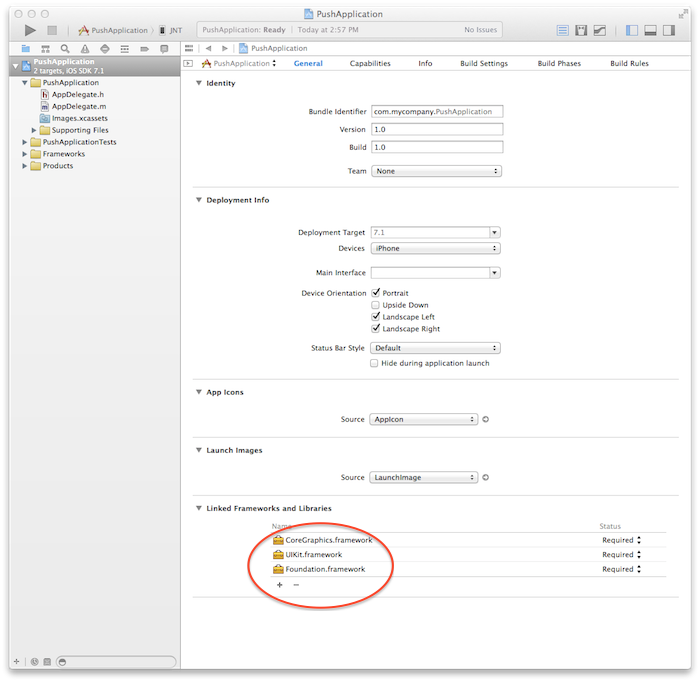 PushApplication
PushApplication
JNT
PushApplication: Ready
Today at 2:57 PM
No Issues
PushApplication
2 targets, iOS SDK 7.1
PushApplication
AppDelegate.h
AppDelegate.m
Images.xcassets
Supporting Files
PushApplicationTests
Frameworks
Products
PushApplication
PushApplication
General
Capabilities
Info
Build Settings
Build Phases
Build Rules
Identity
Bundle Identifier com.mycompany.PushApplication
Version 1.0
Build 1.0
Team None
Deployment Info
Deployment Target 7.1
Devices iPhone
Main Interface
Device Orientation Portrait
Upside Down
Landscape Left
Landscape Right
Status Bar Style Default
Hide during application launch
App Icons
Source AppIcon
Launch Images
Source LaunchImage
Linked Frameworks and Libraries
Name Status
CoreGraphics.framework Required
UIKit.framework Required
Foundation.framework Required